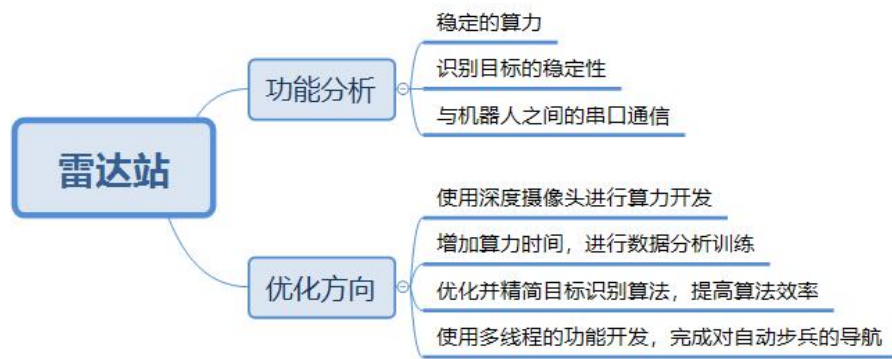 雷达站
功能分析
稳定的算力
识别目标的稳定性
与机器人之间的串口通信
优化方向
使用深度摄像头进行算力开发
增加算力时间，进行数据分析训练
优化并精简目标识别算法，提高算法效率
使用多线程的功能开发，完成对自动步兵的导航